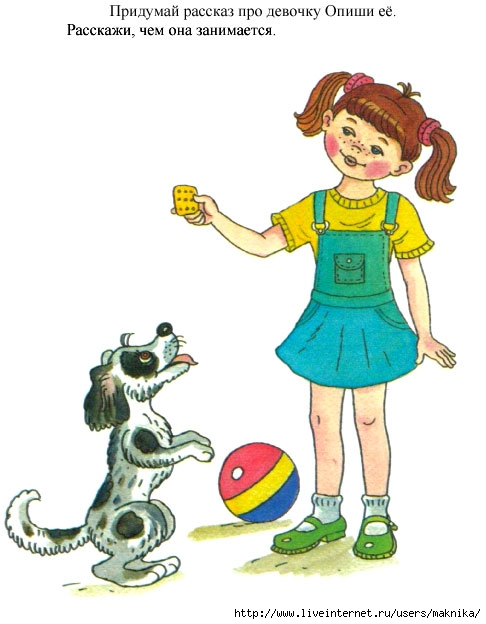 Придумай рассказ про девочку Опиши её.
Расскажи, чем она занимается.
http://www.liveinternet.ru/users/maknika/